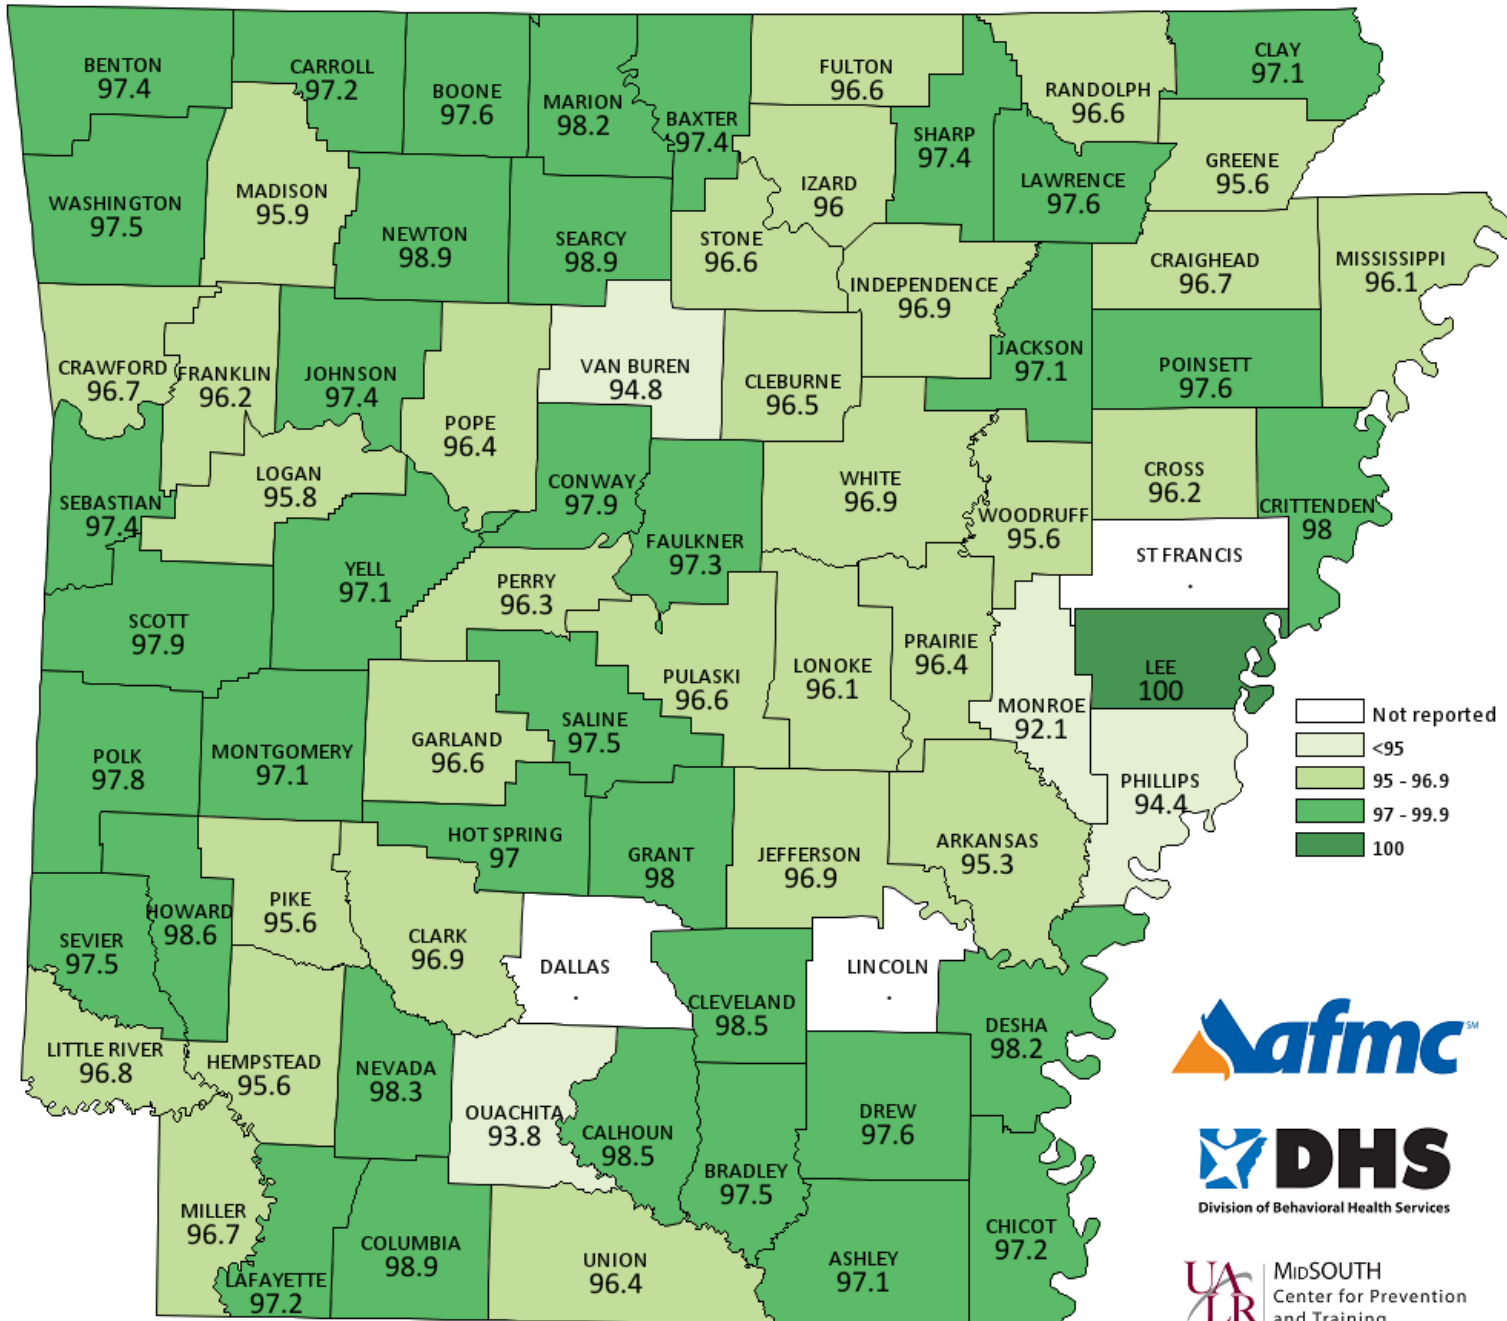 BENTON
97.4
CARROLL
97.2
BOONE
97.6
MARION
98.2
BAXTER
97.4
FULTON
96.6
SHARP
97.4
RANDOLPH
96.6
CLAY
97.1
GREENE
95.6
LAWRENCE
97.6
IZARD
96
WASHINGTON
97.5
MADISON
95.9
NEWTON
98.9
SEARCY
98.9
STONE
96.6
INDEPENDENCE
96.9
CRAIGHEAD
96.7
MISSISSIPPI
96.1
CRAWFORD
96.7
FRANKLIN
96.2
JOHNSON
97.4
POPE
96.4
VAN BUREN
94.8
CLEBURNE
96.5
JACKSON
97.1
POINSETT
97.6
SEBASTIAN
97.4
LOGAN
95.8
CONWAY
97.9
FAULKNER
97.3
WHITE
96.9
WOODRUFF
95.6
CROSS
96.2
CRITTENDEN
98
ST FRANCIS
.
SCOTT
97.9
YELL
97.1
PERRY
96.3
PULASKI
96.6
LONOKE
96.1
PRAIRIE
96.4
MONROE
92.1
LEE
100
PHILLIPS
94.4
POLK
97.8
MONTGOMERY
97.1
GARLAND
96.6
SALINE
97.5
HOT SPRING
97
GRANT
98
JEFFERSON
96.9
ARKANSAS
95.3
SEVIER
97.5
HOWARD
98.6
PIKE
95.6
CLARK
96.9
DALLAS
.
CLEVELAND
98.5
LINCOLN
.
DESHA
98.2
LITTLE RIVER
96.8
HEMPSTEAD
95.6
NEVADA
98.3
OUACHITA
93.8
CALHOUN
98.5
BRADLEY
97.5
DREW
97.6
MILLER
96.7
LAFAYETTE
97.2
COLUMBIA
98.9
UNION
96.4
ASHLEY
97.1
CHICOT
97.2
Not reported
<95
95 - 96.9
97 - 99.9
100
afmc SM
DHS
Division of Behavioral Health Services
UALR
MIDSOUTH
Center for Prevention
and Training